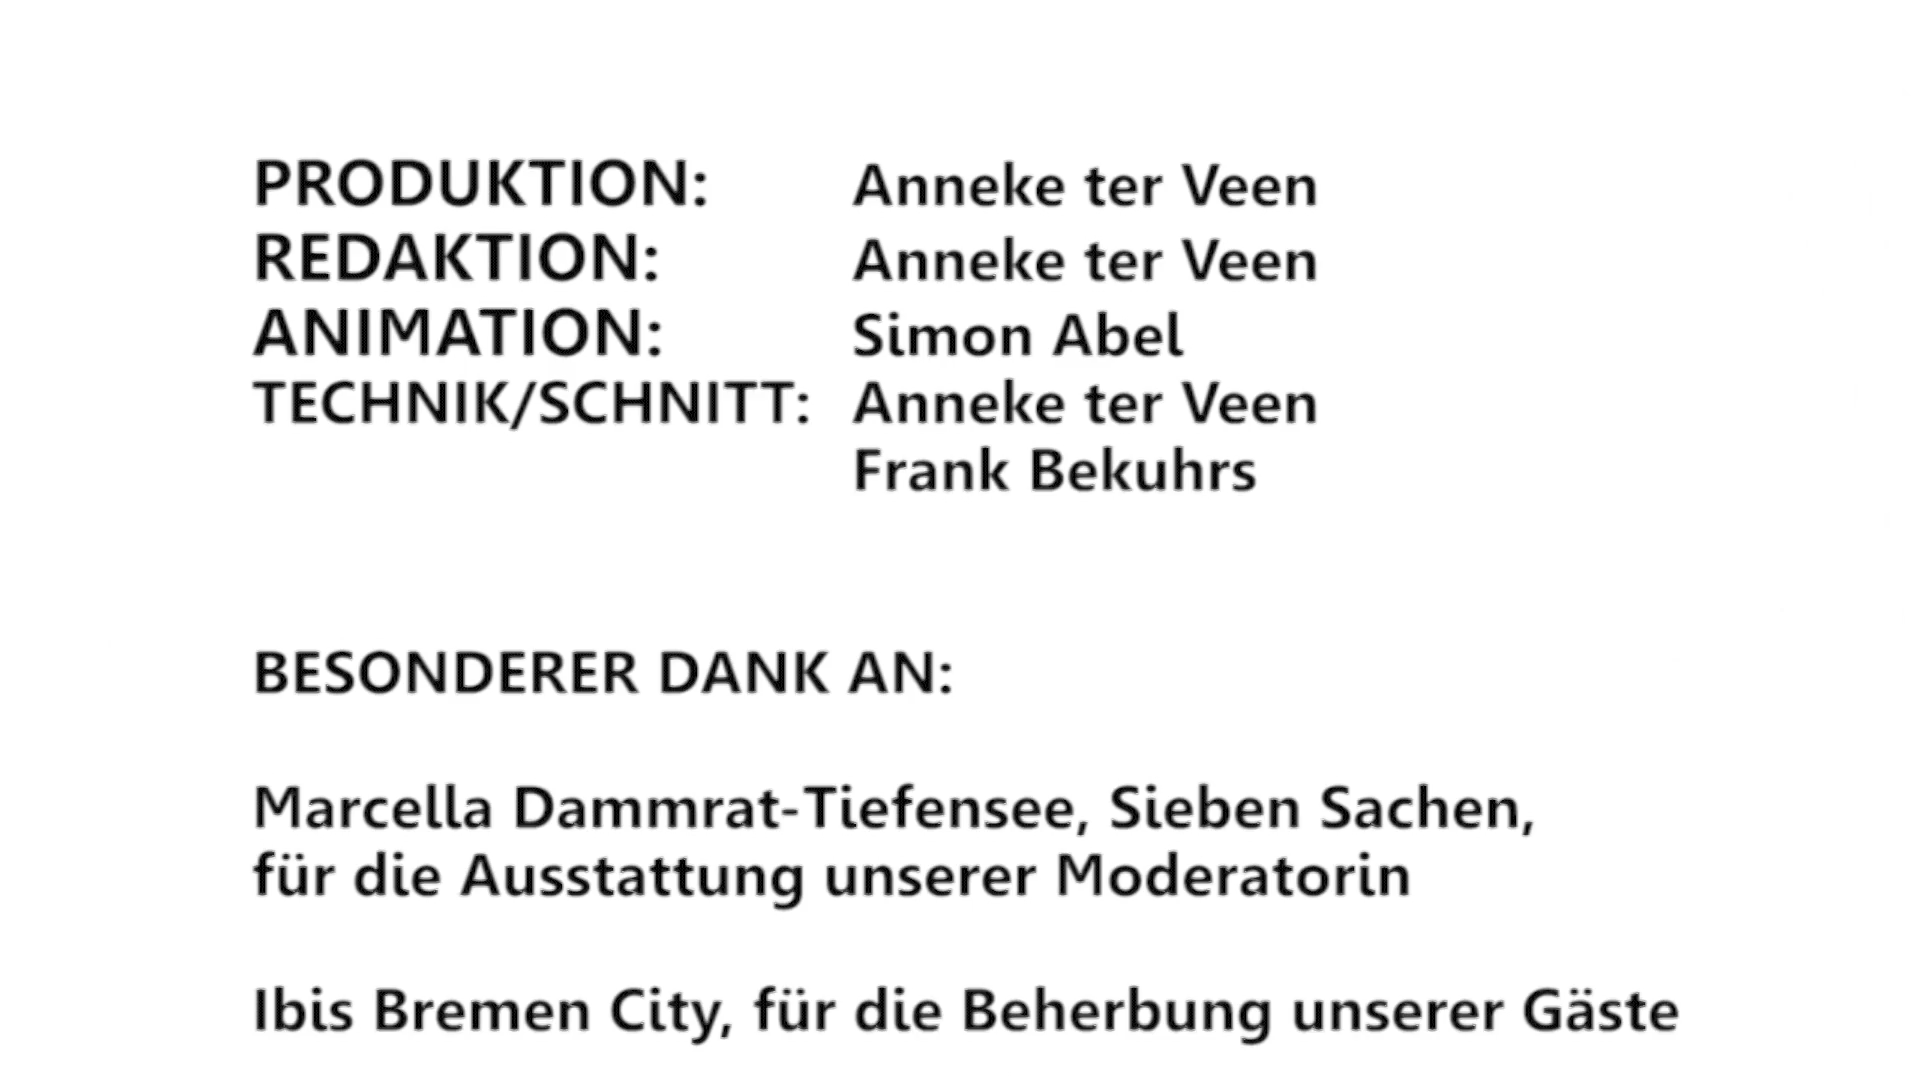 PRODUKTION: Anneke ter Veen
REDAKTION: Anneke ter Veen
ANIMATION: Simon Abel
TECHNIK/SCHNITT: Anneke ter Veen
Frank Bekuhrs
BESONDERER DANK AN:
Marcella Dammrat-Tiefensee, Sieben Sachen,
für die Ausstattung unserer Moderatorin
Ibis Bremen City, für die Beherbung unserer Gäste